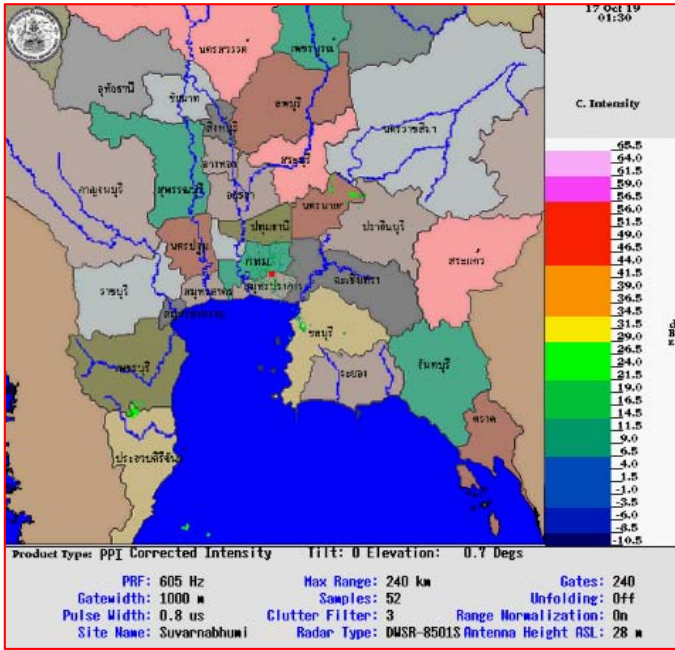 17 Oct 19
01:30
C. Intensity
นครสวรรค์
เพชรบูรณ์
อุทัยธานี
ชัยนาท
ลพบุรี
สิงห์บุรี
นครราชสีมา
อ่างทอง
สระบุรี
กาญจนบุรี
สุพรรณบุรี
อยุธยา
นครนายก
ปราจีนบุรี
ปทุมธานี
นครปฐม
กทม.
สระแก้ว
ราชบุรี
สมุทรสาคร
สมุทรปราการ
ฉะเชิงเทรา
สมุทรสงคราม
ชลบุรี
เพชรบุรี
ระยอง
จันทบุรี
ตราด
ประจวบคีรีขันธ์
65.5
64.0
61.5
59.0
56.5
56.0
51.5
49.0
46.5
44.0
41.5
39.0
36.5
34.0
31.5
29.0
26.5
24.0
21.5
19.0
16.5
14.5
11.5
9.0
6.5
4.0
-1.0
-3.5
-6.0
-8.5
-10.5
Product Type: PPI Corrected Intensity Tilt: 0 Elevation: 0.7 Degs
PRF: 605 Hz Max Range: 240 km Gates: 240
Gatewidth: 1000 m Samples: 52 Unfolding: Off
Pulse Width: 0.8 us Clutter Filter: 3 Range Normalization: On
Site Name: Suvarnabhumi Radar Type: DWSR-8501S Antenna Height ASL: 28 m